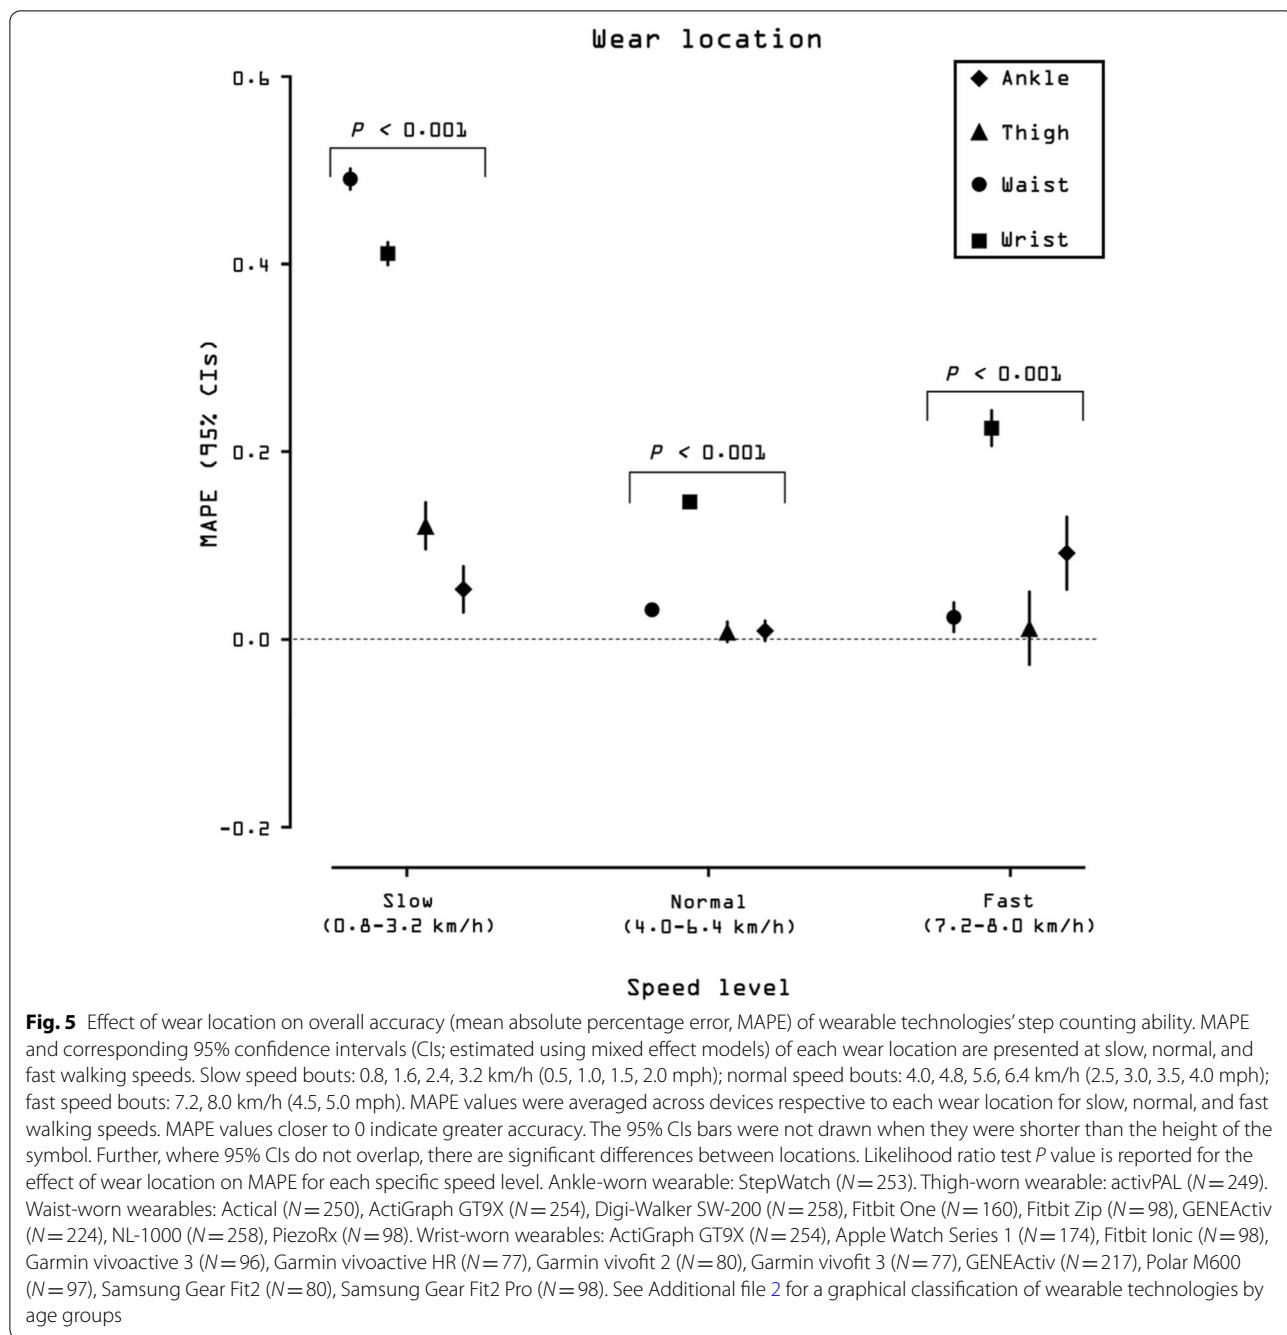 Wear location
Ankle
Thigh
Waist
Wrist
0.6
0.4
0.2
0.0
-0.2
MAPE (95% CIs)
P < 0.001
P < 0.001
P < 0.001
Slow
(0.8-3.2 km/h)
Normal
(4.0-6.4 km/h)
Fast
(7.2-8.0 km/h)
Speed level
Fig. 5 Effect of wear location on overall accuracy (mean absolute percentage error, MAPE) of wearable technologies’ step counting ability. MAPE
and corresponding 95% confidence intervals (CIs; estimated using mixed effect models) of each wear location are presented at slow, normal, and
fast walking speeds. Slow speed bouts: 0.8, 1.6, 2.4, 3.2 km/h (0.5, 1.0, 1.5, 2.0 mph); normal speed bouts: 4.0, 4.8, 5.6, 6.4 km/h (2.5, 3.0, 3.5, 4.0 mph);
fast speed bouts: 7.2, 8.0 km/h (4.5, 5.0 mph). MAPE values were averaged across devices respective to each wear location for slow, normal, and fast
walking speeds. MAPE values closer to 0 indicate greater accuracy. The 95% CIs bars were not drawn when they were shorter than the height of the
symbol. Further, where 95% CIs do not overlap, there are significant differences between locations. Likelihood ratio test P value is reported for the
effect of wear location on MAPE for each specific speed level. Ankle-worn wearable: StepWatch (N = 253). Thigh-worn wearable: activPAL (N = 249).
Waist-worn wearables: Actical (N = 250), ActiGraph GT9X (N = 254), Digi-Walker SW-200 (N = 258), Fitbit One (N = 160), Fitbit Zip (N = 98), GENEActiv
(N = 224), NL-1000 (N = 258), PiezoRx (N = 98). Wrist-worn wearables: ActiGraph GT9X (N = 254), Apple Watch Series 1 (N = 174), Fitbit Ionic (N = 98),
Garmin vivoactive 3 (N = 96), Garmin vivoactive HR (N = 77), Garmin vivofit 2 (N = 80), Garmin vivofit 3 (N = 77), GENEActiv (N = 217), Polar M600
(N = 97), Samsung Gear Fit2 (N = 80), Samsung Gear Fit2 Pro (N = 98). See Additional file 2 for a graphical classification of wearable technologies by
age groups